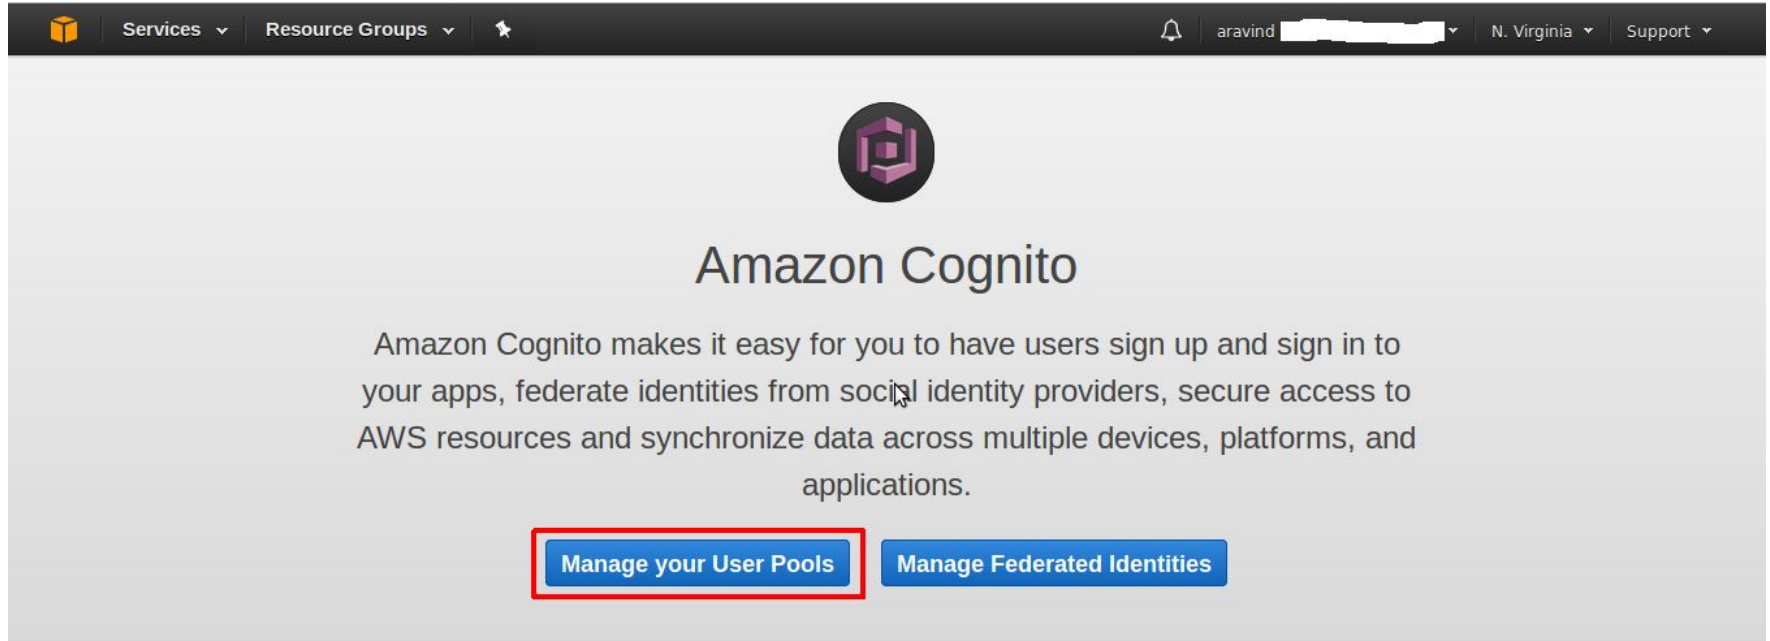 Services Resource Groups aravind N. Virginia Support
Amazon Cognito
Amazon Cognito makes it easy for you to have users sign up and sign in to
your apps, federate identities from social identity providers, secure access to
AWS resources and synchronize data across multiple devices, platforms, and
applications.
Manage your User Pools Manage Federated Identities